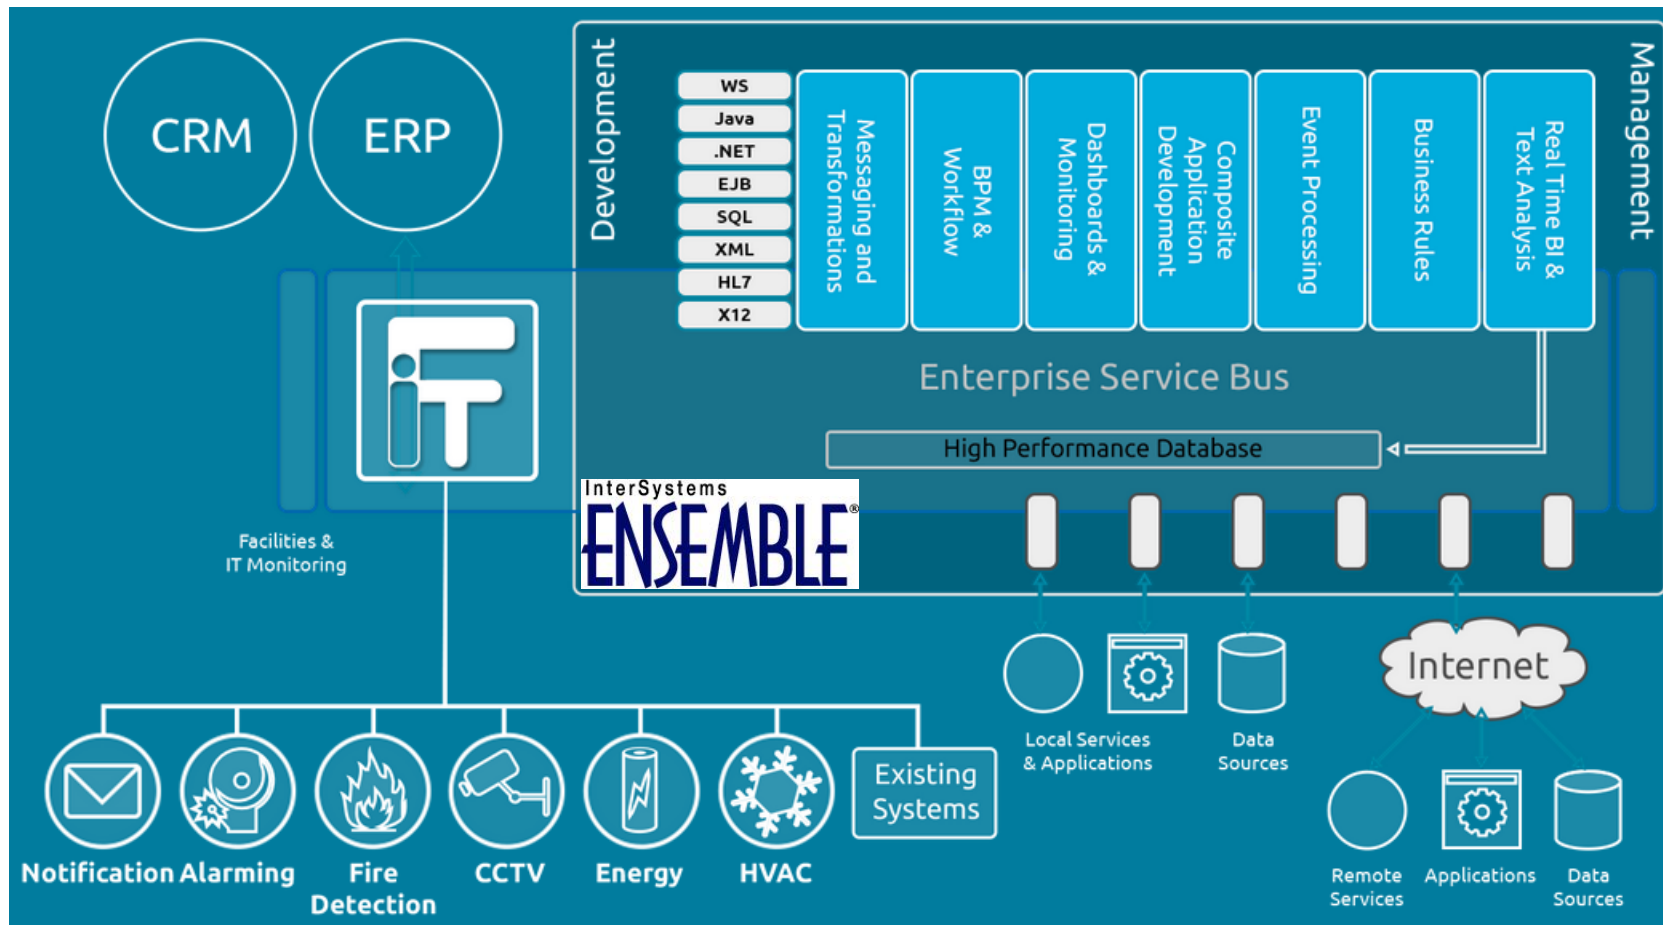 CRM
ERP
Development
WS
Java
.NET
EJB
SQL
XML
HL7
X12
Messaging and
Transformations
BPM &
Workflow
Dashboards &
Monitoring
Composite
Application
Development
Event Processing
Business Rules
Real Time BI &
Text Analysis
Management
FiT
Enterprise Service Bus
High Performance Database
InterSystems
ENSEMBLE®
Facilities &
IT Monitoring
Internet
Local Services
& Applications
Data
Sources
Existing
Systems
Notification
Alarming
Fire
Detection
CCTV
Energy
HVAC
Remote
Services
Applications
Data
Sources